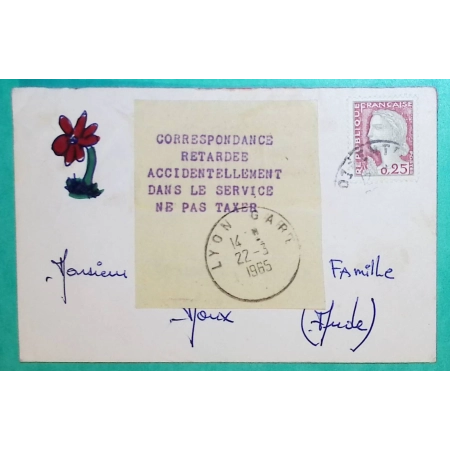 CORRESPONDANCE
RETARDEE
ACCIDENTELLEMENT
DANS LE SERVICE
NE PAS TAXER
REPUBLIQUE FRANÇAISE
0,25
LYON GARE
14 H
22-
1965
Monsieur FAMille
Moux (Aude)